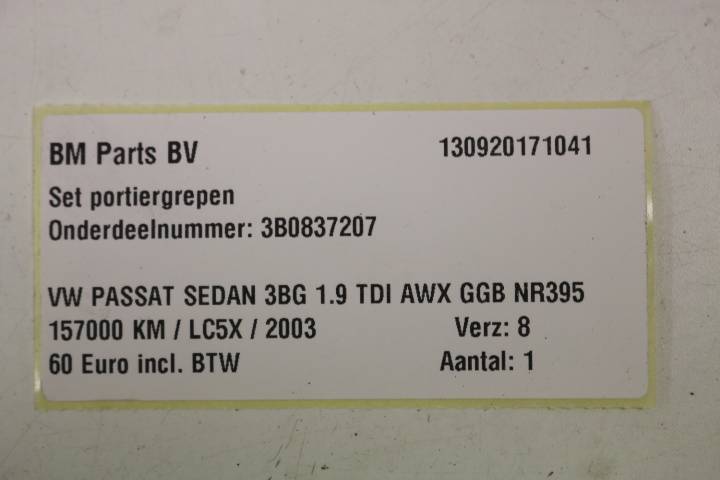 BM Parts BV 130920171041
Set portiergrepen
Onderdeelnummer: 3B0837207
VW PASSAT SEDAN 3BG 1.9 TDI AWX GGB NR395
157000 KM / LC5X / 2003 Verz: 8
60 Euro incl. BTW Aantal: 1